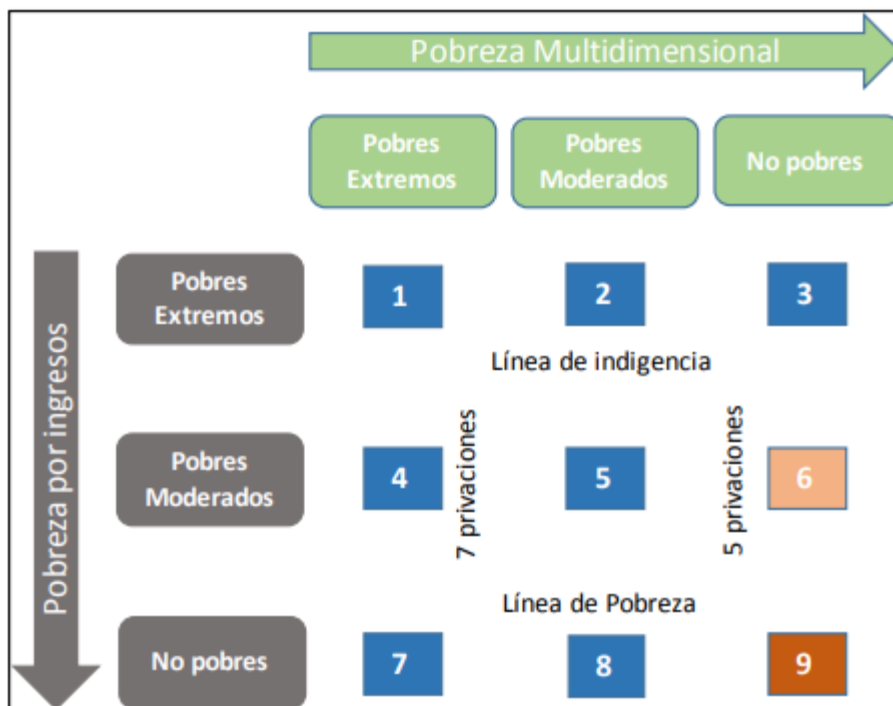 Pobreza Multidimensional
Pobres
Extremos
Pobres
Moderados
No pobres
Pobreza por ingresos
Pobres
Extremos
1
2
3
Línea de indigencia
Pobres
Moderados
4
7 privaciones
5
5 privaciones
6
Línea de Pobreza
No pobres
7
8
9